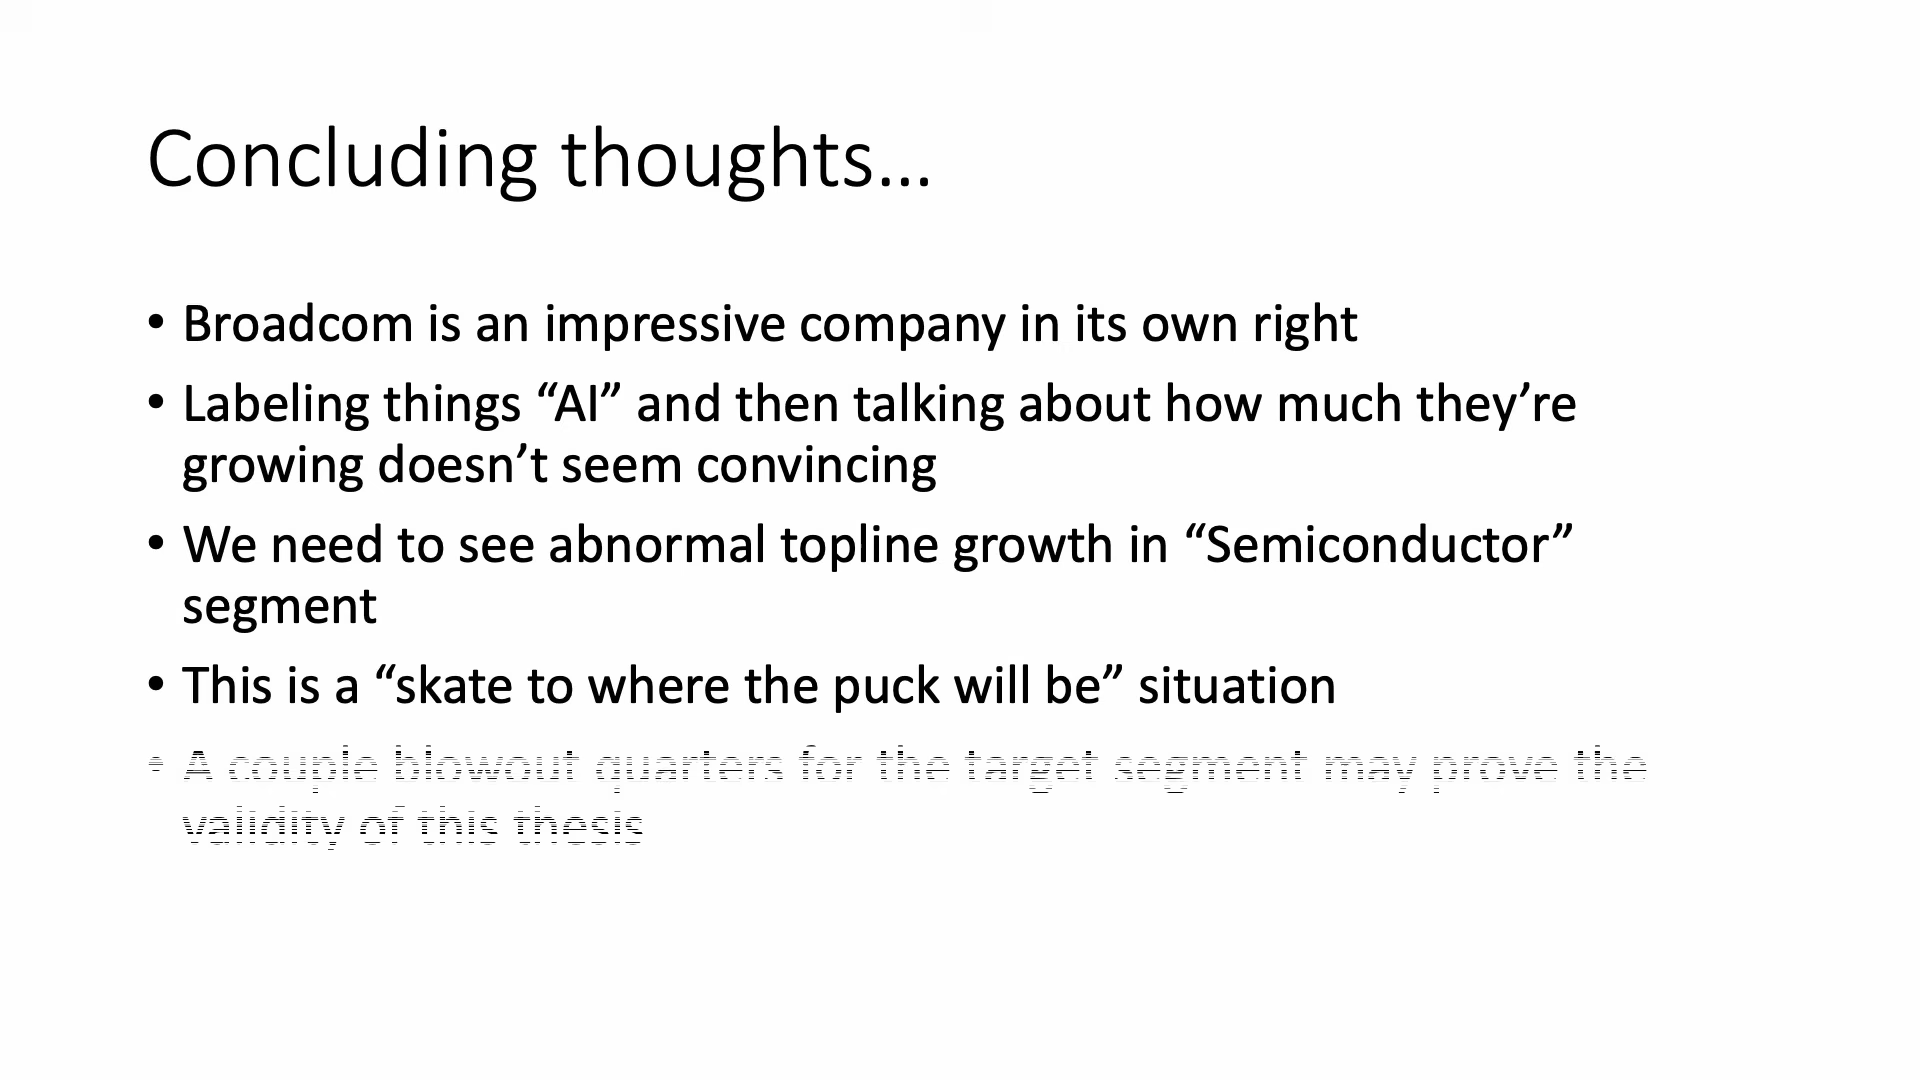 Concluding thoughts…
• Broadcom is an impressive company in its own right
• Labeling things “AI” and then talking about how much they’re
growing doesn’t seem convincing
• We need to see abnormal topline growth in “Semiconductor”
segment
• This is a “skate to where the puck will be” situation
• A couple blowout quarters for the target segment may prove the
validity of this thesis